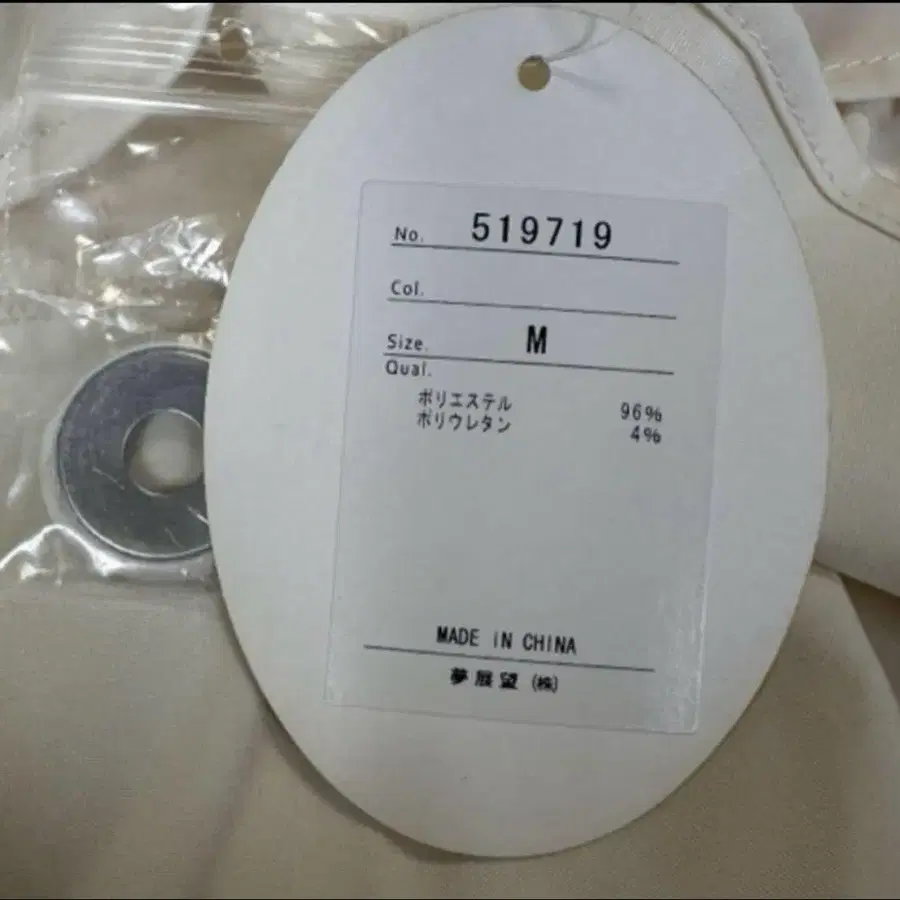 No. 519719
Col.
Size. M
Qual.
ポリエステル 96%
ポリウレタン 4%
MADE IN CHINA
夢展望 (株)